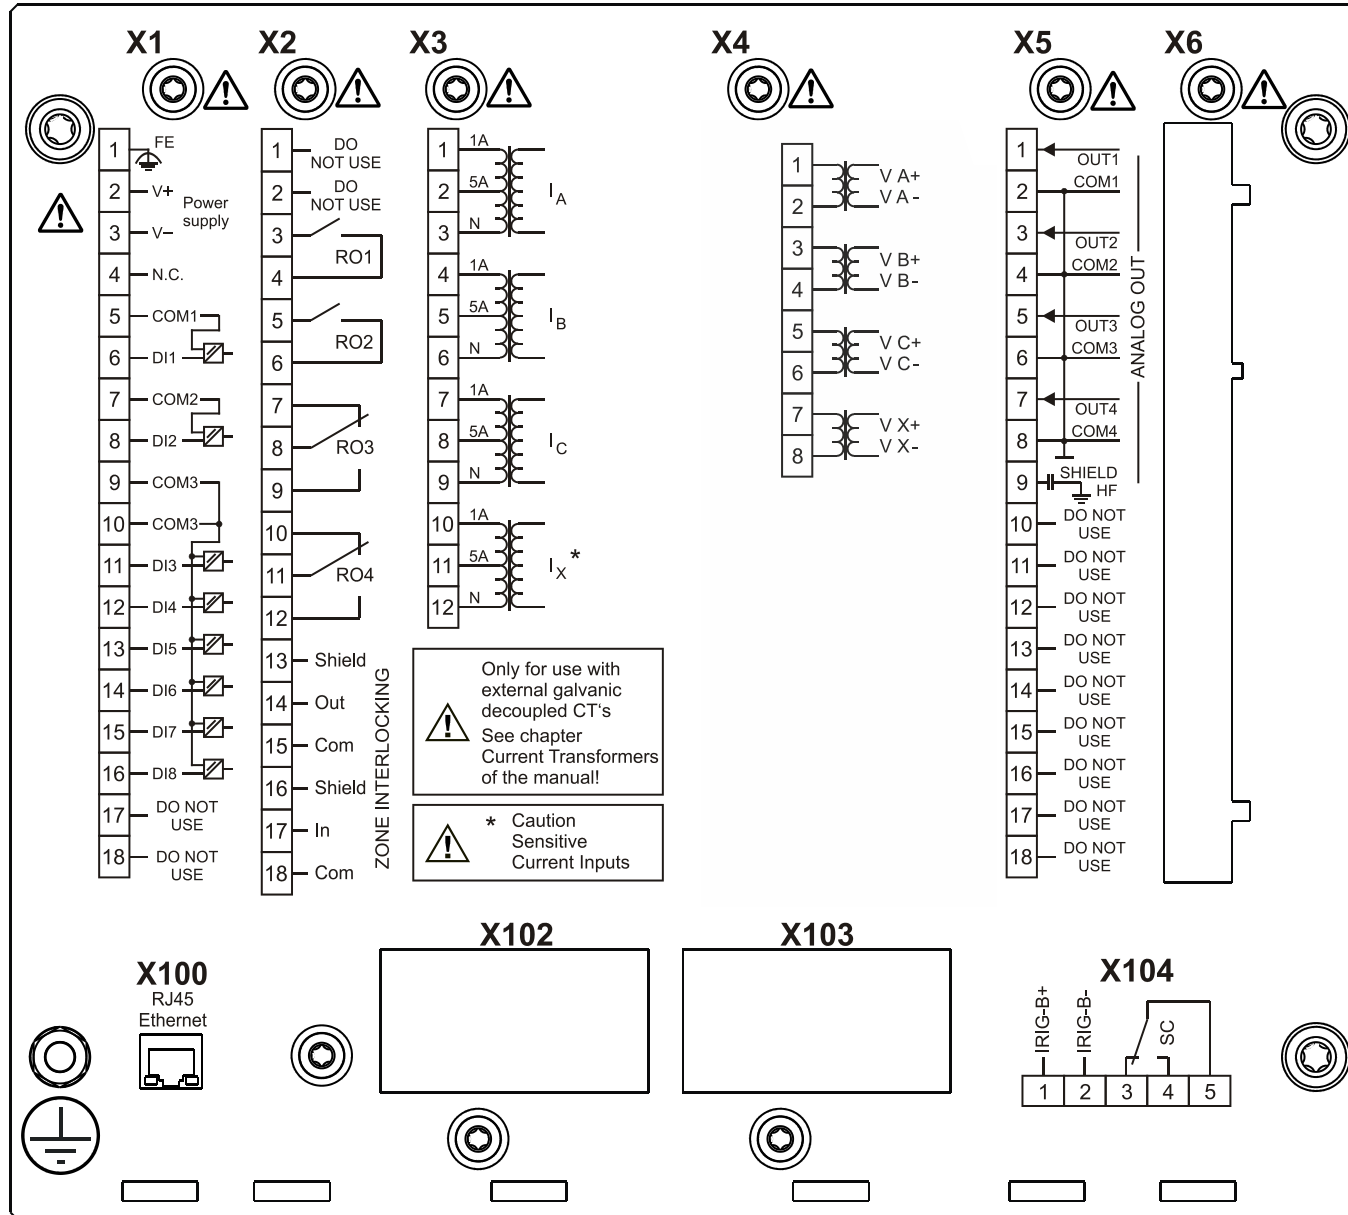 X1
X2
X3
X4
X5
X6
1
FE
2
V+
Power
supply
3
V–
4
N.C.
5
COM1
6
DI1
7
COM2
8
DI2
9
COM3
10
COM3
11
DI3
12
DI4
13
DI5
14
DI6
15
DI7
16
DI8
17
DO NOT
USE
18
DO NOT
USE
1
DO
NOT USE
2
DO
NOT USE
3
RO1
4
5
RO2
6
7
8
RO3
9
10
11
RO4
12
13
Shield
14
Out
15
Com
16
Shield
17
In
18
Com
ZONE INTERLOCKING
1
1A
2
5A
IA
3
N
4
1A
5
5A
IB
6
N
7
1A
8
5A
IC
9
N
10
1A
11
5A
IX*
12
N
Only for use with
external galvanic
decoupled CT's
See chapter
Current Transformers
of the manual!
* Caution
Sensitive
Current Inputs
1
V A+
2
V A-
3
V B+
4
V B-
5
V C+
6
V C-
7
V X+
8
V X-
1
OUT1
2
COM1
3
OUT2
4
COM2
5
OUT3
6
COM3
7
OUT4
8
COM4
ANALOG OUT
9
SHIELD
HF
10
DO NOT
USE
11
DO NOT
USE
12
DO NOT
USE
13
DO NOT
USE
14
DO NOT
USE
15
DO NOT
USE
16
DO NOT
USE
17
DO NOT
USE
18
DO NOT
USE
X100
RJ45
Ethernet
X102
X103
X104
IRIG-B+
IRIG-B-
SC
1 2 3 4 5